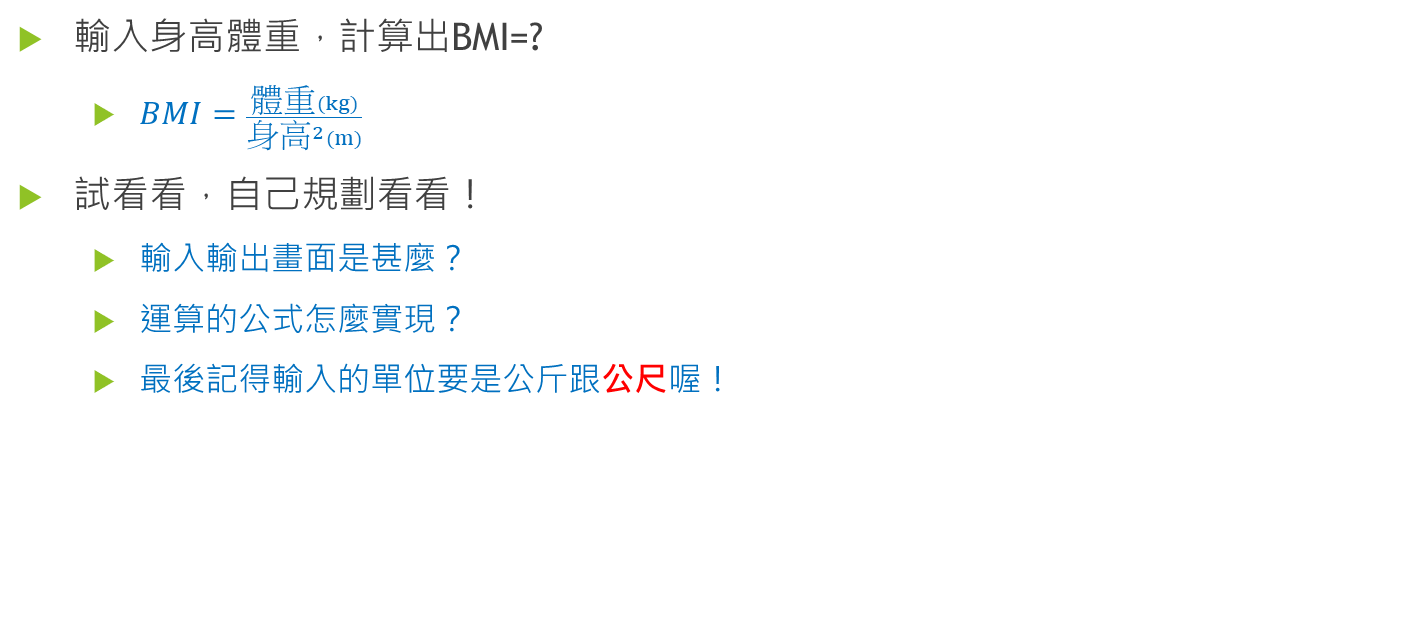 輸入身高體重，計算出BMI=?
BMI = 體重(kg)/身高²(m)
試看看，自己規劃看看！
輸入輸出畫面是甚麼？
運算的公式怎麼實現？
最後記得輸入的單位要是公斤跟公尺喔！